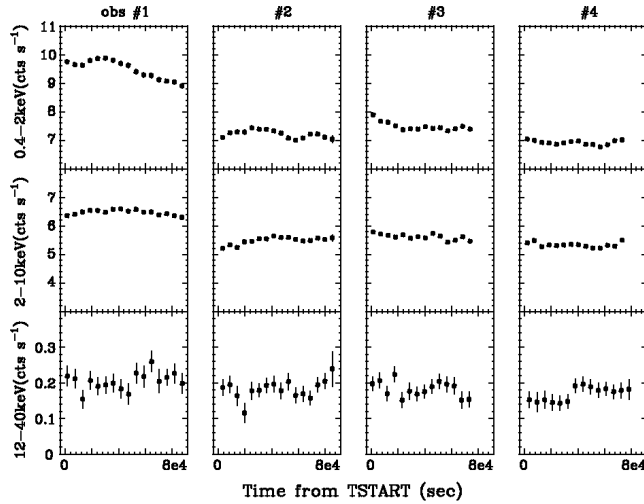 obs #1 #2 #3 #4
0.4-2keV(cts s⁻¹)
11
10
9
8
7
2-10keV(cts s⁻¹)
7
6
5
4
12-40keV(cts s⁻¹)
0.3
0.2
0.1
0
0 8e4 0 8e4 0 8e4 0 8e4
Time from TSTART (sec)